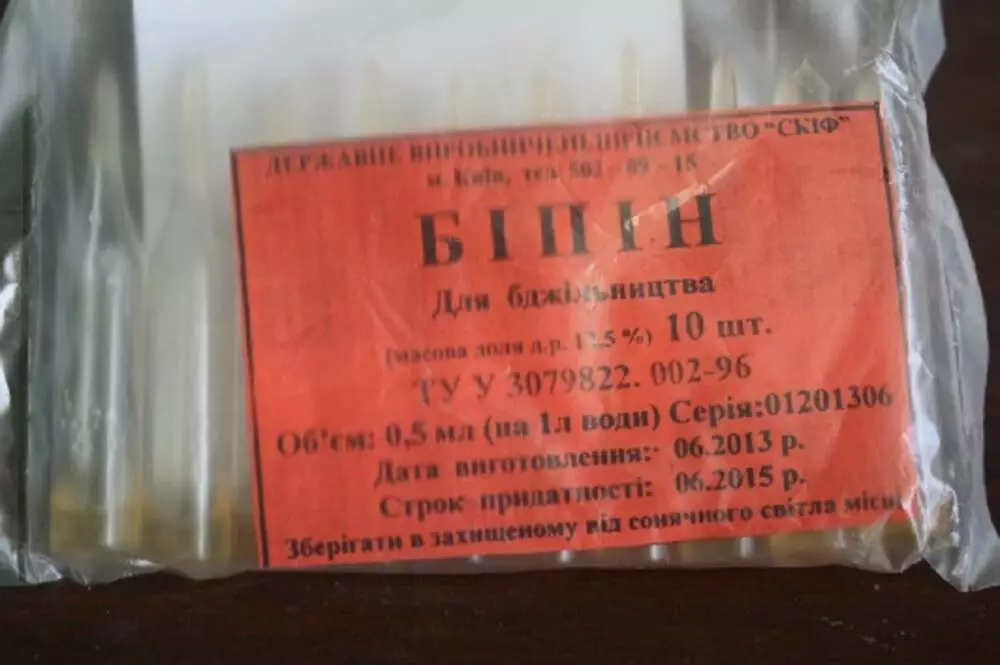 ДЕРЖАВНЕ ВИРОБНИЧЕ ПІДПРИЄМСТВО "СКІФ"
м. Київ, тел 502 - 89 - 15
БІПІН
Для бджільництва
(масова доля д.р. 12.5 %) 10 шт.
ТУ У 3079822. 002-96
Об'єм: 0,5 мл (на 1л води) Серія:01201306
Дата виготовлення: 06.2013 р.
Строк придатності: 06.2015 р.
Зберігати в захищеному від сонячного світла місці